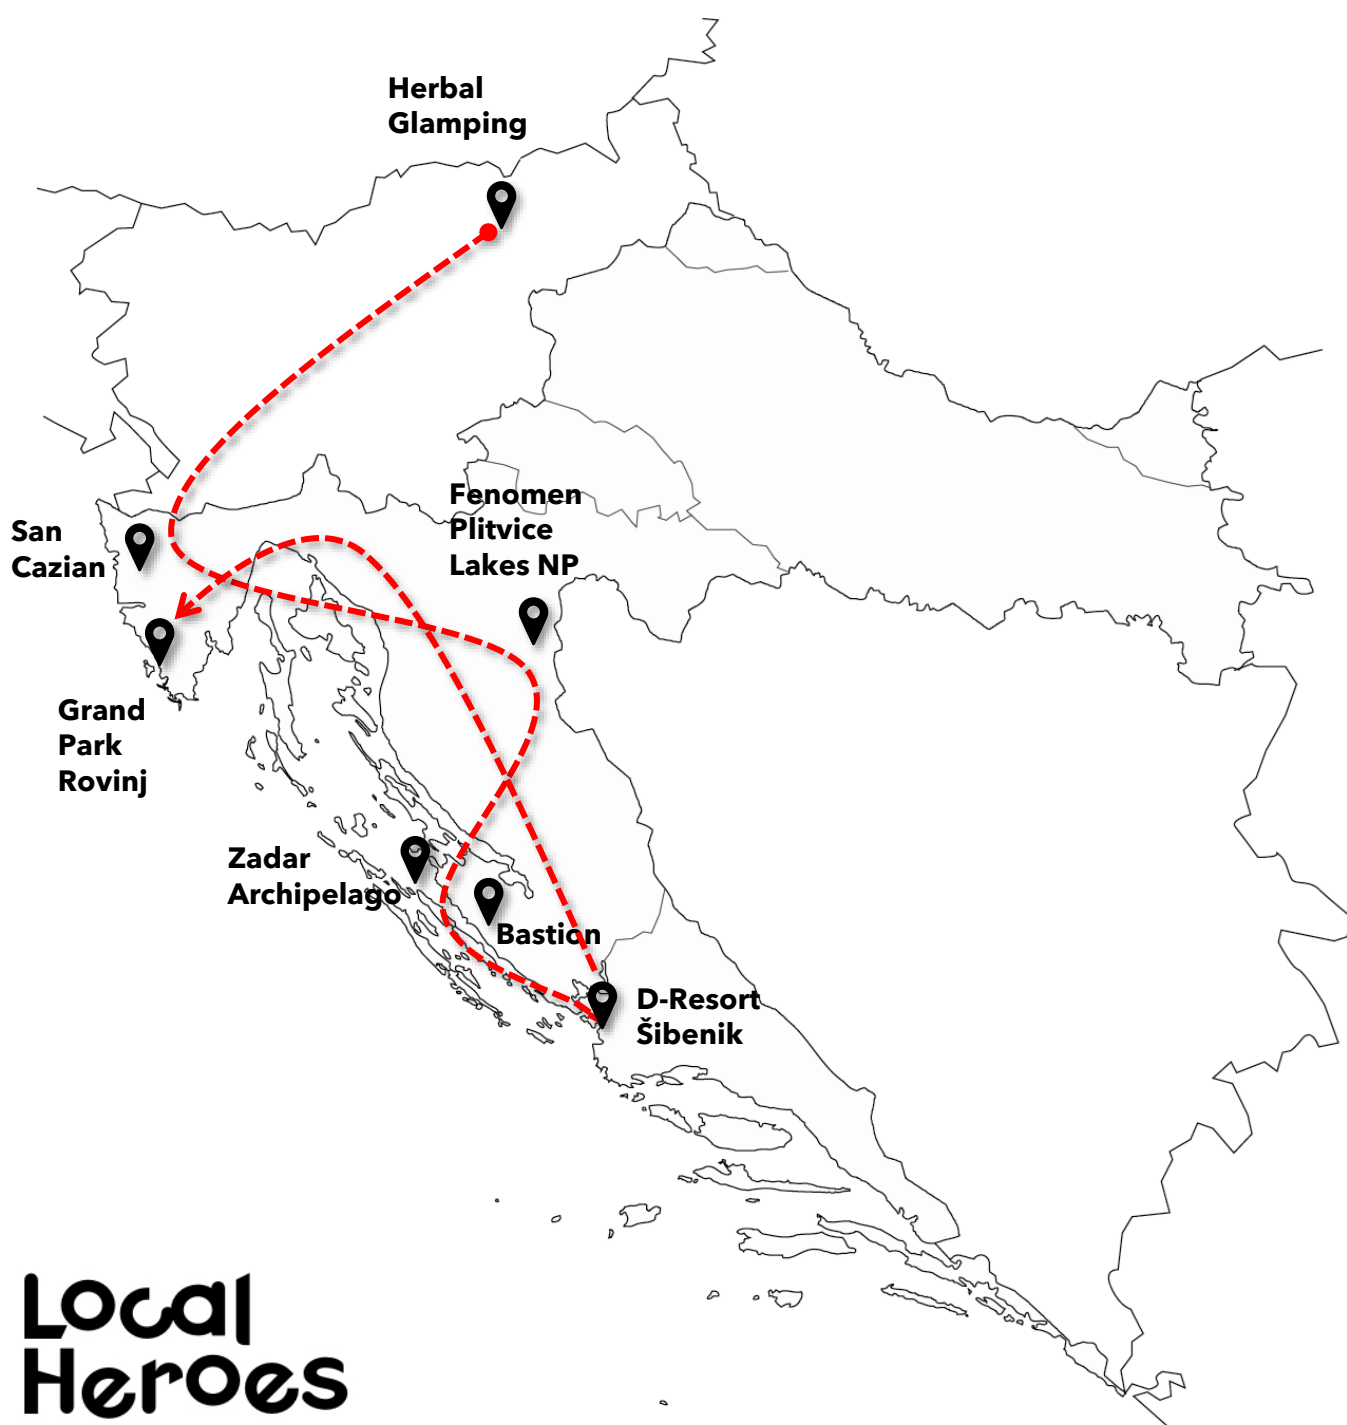 Herbal
Glamping
Fenomen
Plitvice
Lakes NP
San
Cazian
Grand
Park
Rovinj
Zadar
Archipelago
Bastion
D-Resort
Šibenik
Local
Heroes